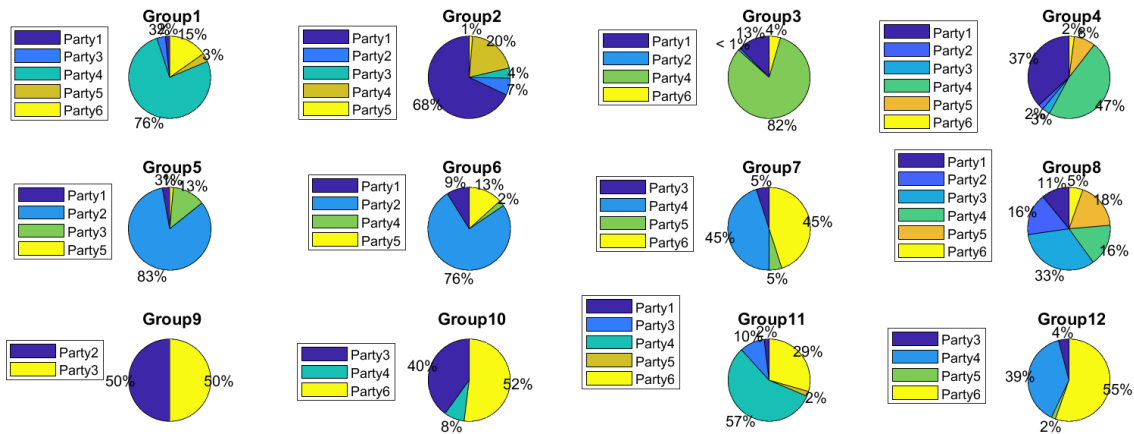 Group1
Party1
Party3
Party4
Party5
Party6
3%
2%
15%
3%
76%
Group2
Party1
Party2
Party3
Party4
Party5
1%
20%
4%
7%
68%
Group3
Party1
Party2
Party4
Party6
13%
4%
< 1%
82%
Group4
Party1
Party2
Party3
Party4
Party5
Party6
2%
8%
37%
2%
3%
47%
Group5
Party1
Party2
Party3
Party5
3%
1%
13%
83%
Group6
Party1
Party2
Party4
Party5
9%
13%
2%
76%
Group7
Party3
Party4
Party5
Party6
5%
45%
45%
5%
Group8
Party1
Party2
Party3
Party4
Party5
Party6
11%
5%
18%
16%
16%
33%
Group9
Party2
Party3
50%
50%
Group10
Party3
Party4
Party6
40%
52%
8%
Group11
Party1
Party3
Party4
Party5
Party6
10%
2%
29%
2%
57%
Group12
Party3
Party4
Party5
Party6
4%
39%
55%
2%